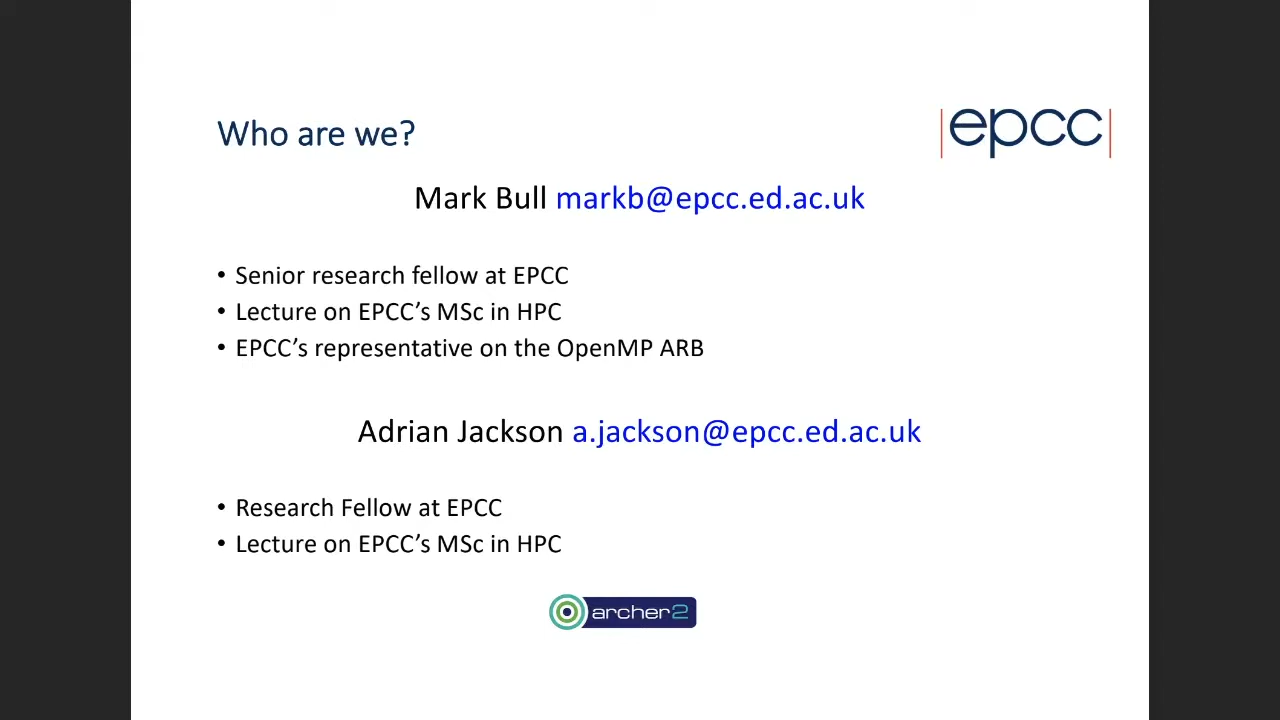 Who are we?
|epcc|
Mark Bull markb@epcc.ed.ac.uk
• Senior research fellow at EPCC
• Lecture on EPCC’s MSc in HPC
• EPCC’s representative on the OpenMP ARB
Adrian Jackson a.jackson@epcc.ed.ac.uk
• Research Fellow at EPCC
• Lecture on EPCC’s MSc in HPC
archer2